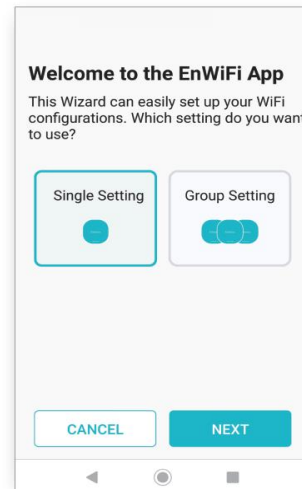 Welcome to the EnWiFi App
This Wizard can easily set up your WiFi
configurations. Which setting do you want
to use?
Single Setting
Group Setting
CANCEL
NEXT